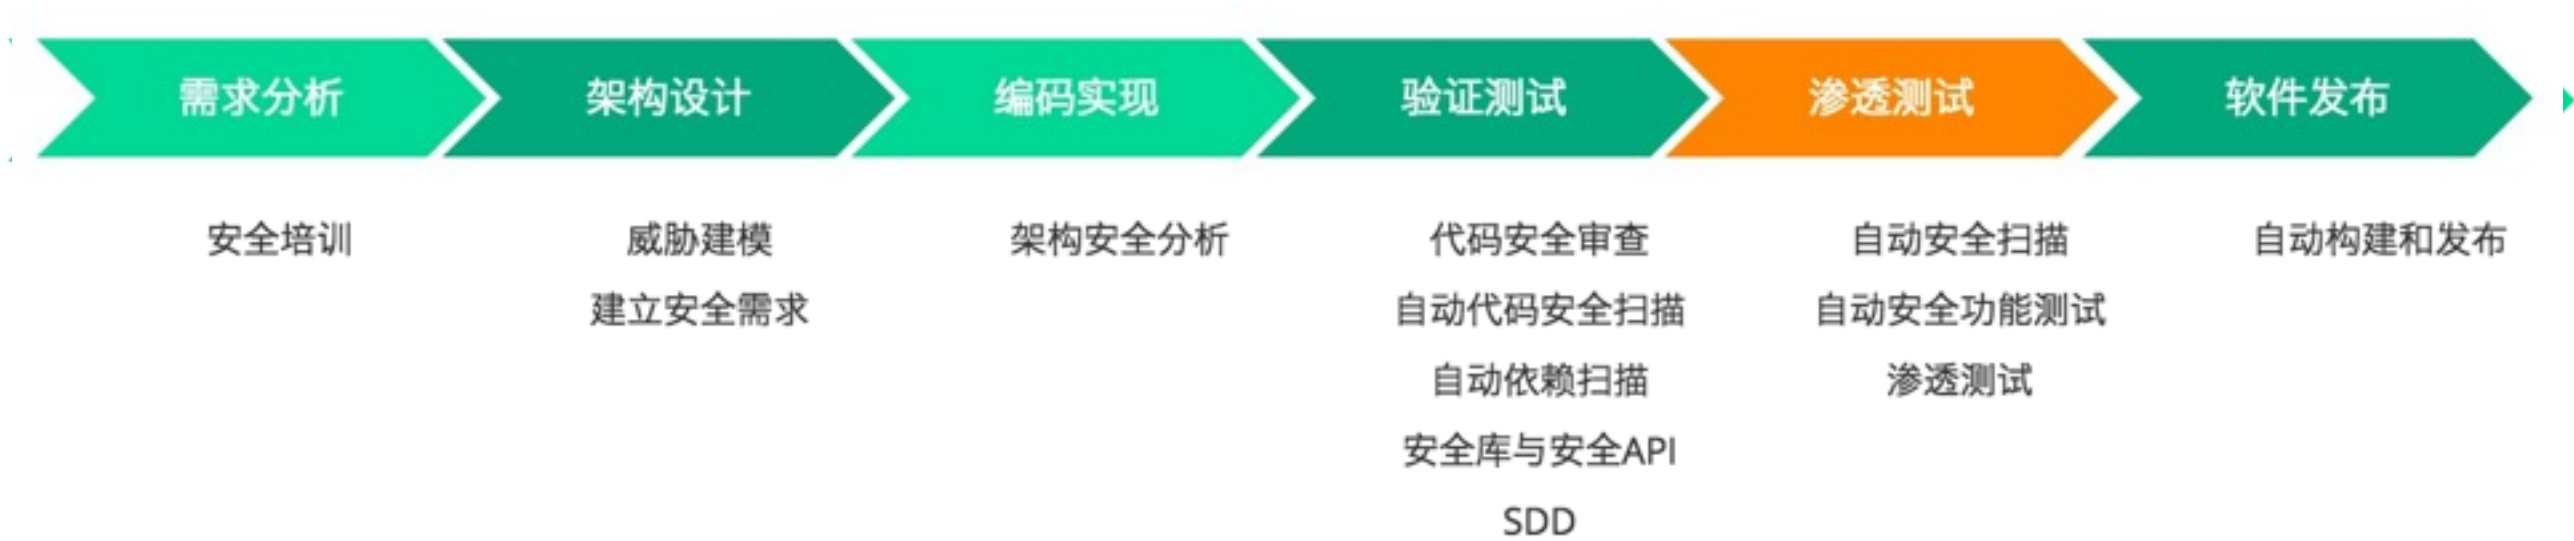 需求分析
架构设计
编码实现
验证测试
渗透测试
软件发布
安全培训
威胁建模
建立安全需求
架构安全分析
代码安全审查
自动代码安全扫描
自动依赖扫描
安全库与安全API
SDD
自动安全扫描
自动安全功能测试
渗透测试
自动构建和发布